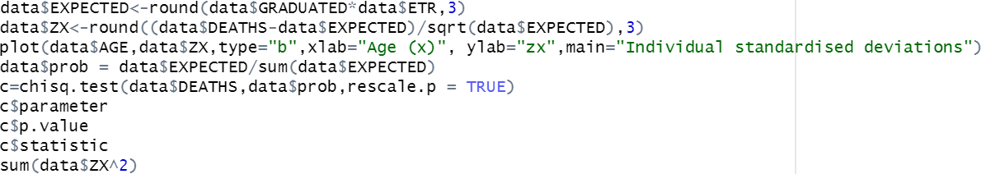 data$EXPECTED<-round(data$GRADUATED*data$ETR,3)
data$ZX<-round((data$DEATHS-data$EXPECTED)/sqrt(data$EXPECTED),3)
plot(data$AGE,data$ZX,type="b",xlab="Age (x)", ylab="zx",main="Individual standardised deviations")
data$prob = data$EXPECTED/sum(data$EXPECTED)
c=chisq.test(data$DEATHS,data$prob,rescale.p = TRUE)
c$parameter
c$p.value
c$statistic
sum(data$ZX^2)